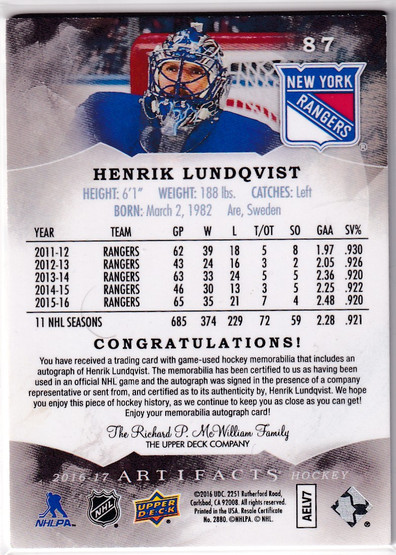 87
NEW YORK
RANGERS
®
HENRIK LUNDQVIST
HEIGHT: 6'1" WEIGHT: 188 lbs. CATCHES: Left
BORN: March 2, 1982 Are, Sweden
YEAR TEAM GP W L T/OT SO GAA SV%
2011-12 RANGERS 62 39 18 5 8 1.97 .930
2012-13 RANGERS 43 24 16 3 2 2.05 .926
2013-14 RANGERS 63 33 24 5 5 2.36 .920
2014-15 RANGERS 46 30 13 3 5 2.25 .922
2015-16 RANGERS 65 35 21 7 4 2.48 .920
11 NHL SEASONS 685 374 229 72 59 2.28 .921
CONGRATULATIONS!
You have received a trading card with game-used hockey memorabilia that includes an
autograph of Henrik Lundqvist. The memorabilia has been certified to us as having been
used in an official NHL game and the autograph was signed in the presence of a company
representative or sent from, and certified as to its authenticity by, Henrik Lundqvist. We hope
you enjoy this piece of hockey history, as we continue to keep you as close as you can get!
Enjoy your memorabilia autograph card!
The Richard P. McWilliam Family
THE UPPER DECK COMPANY
2016-17 ARTIFACTS HOCKEY
NHLPA
NHL
UPPER DECK
©2016 UDC. 2251 Rutherford Road,
Carlsbad, CA 92008. All rights reserved.
Printed in the USA. Resale Certificate
No. 2880. ©NHLPA. © NHL.
AELV7